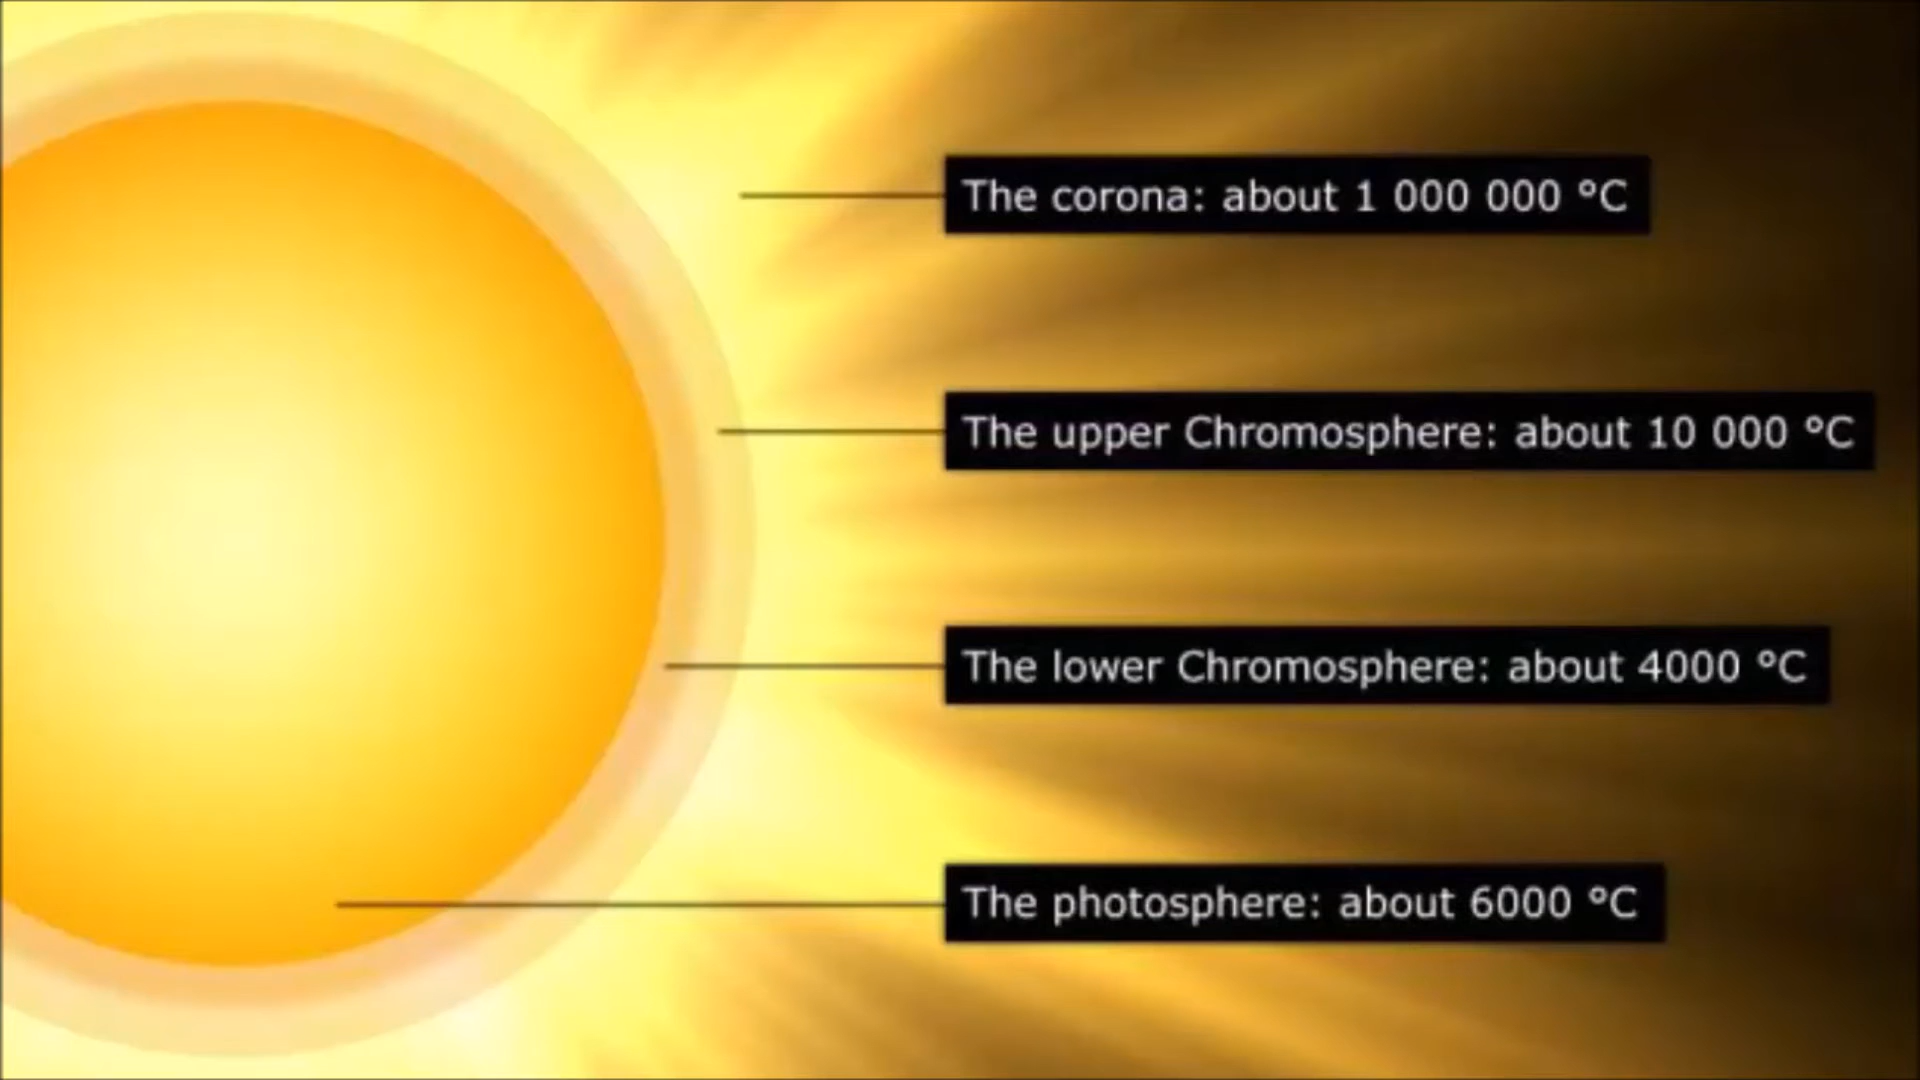 The corona: about 1 000 000 °C
The upper Chromosphere: about 10 000 °C
The lower Chromosphere: about 4000 °C
The photosphere: about 6000 °C